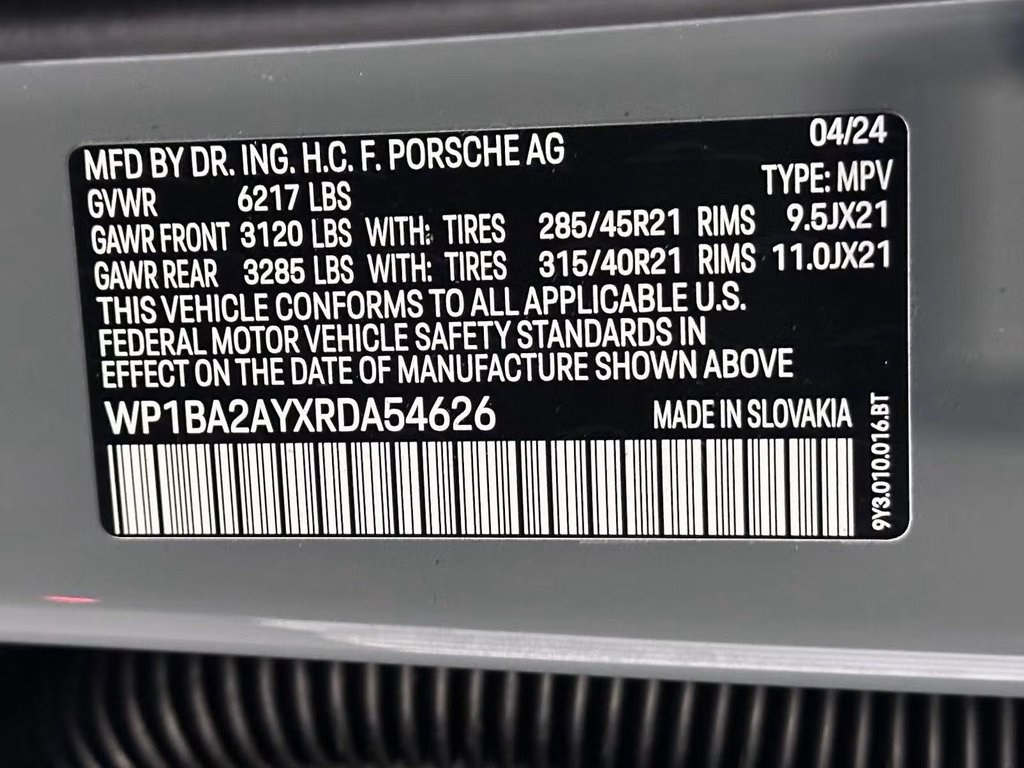 MFD BY DR. ING. H.C. F. PORSCHE AG 04/24
GVWR 6217 LBS TYPE: MPV
GAWR FRONT 3120 LBS WITH: TIRES 285/45R21 RIMS 9.5JX21
GAWR REAR 3285 LBS WITH: TIRES 315/40R21 RIMS 11.0JX21
THIS VEHICLE CONFORMS TO ALL APPLICABLE U.S.
FEDERAL MOTOR VEHICLE SAFETY STANDARDS IN
EFFECT ON THE DATE OF MANUFACTURE SHOWN ABOVE
WP1BA2AYXRDA54626 MADE IN SLOVAKIA
9Y3.010.016.BT